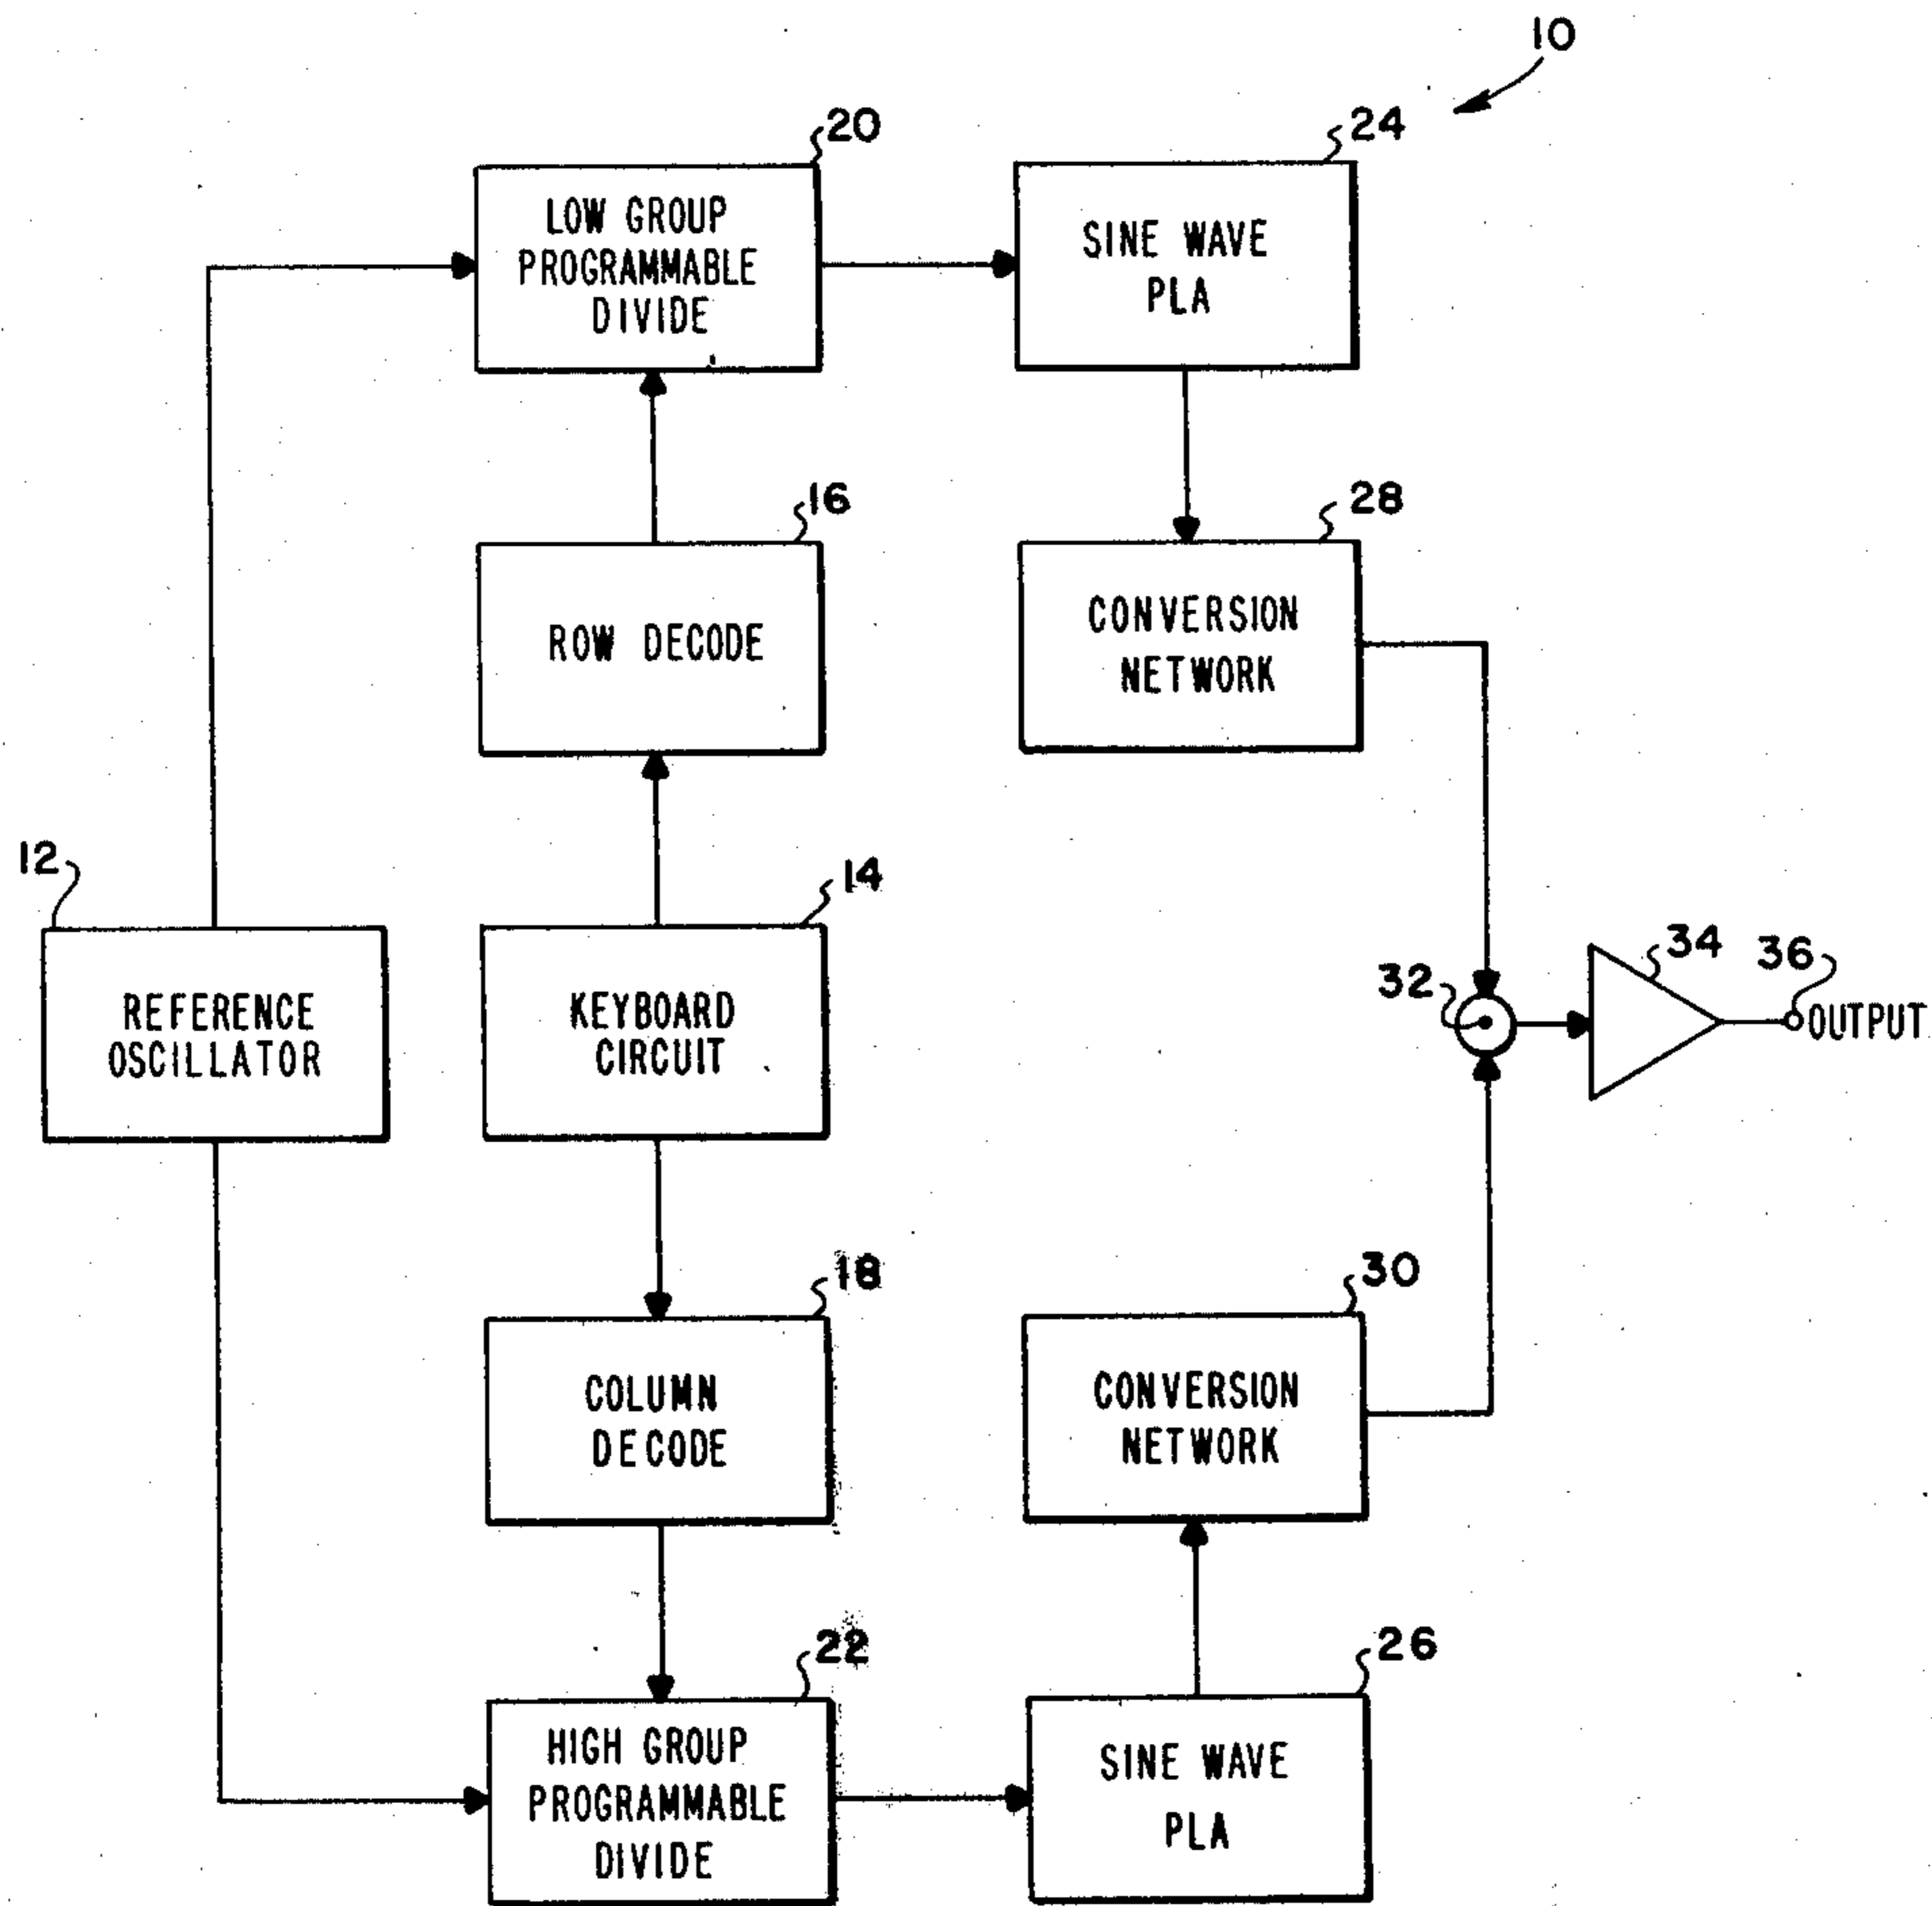 10
20
LOW GROUP
PROGRAMMABLE
DIVIDE
24
SINE WAVE
PLA
16
ROW DECODE
28
CONVERSION
NETWORK
12
REFERENCE
OSCILLATOR
14
KEYBOARD
CIRCUIT
32
34
36
OUTPUT
18
COLUMN
DECODE
30
CONVERSION
NETWORK
22
HIGH GROUP
PROGRAMMABLE
DIVIDE
26
SINE WAVE
PLA